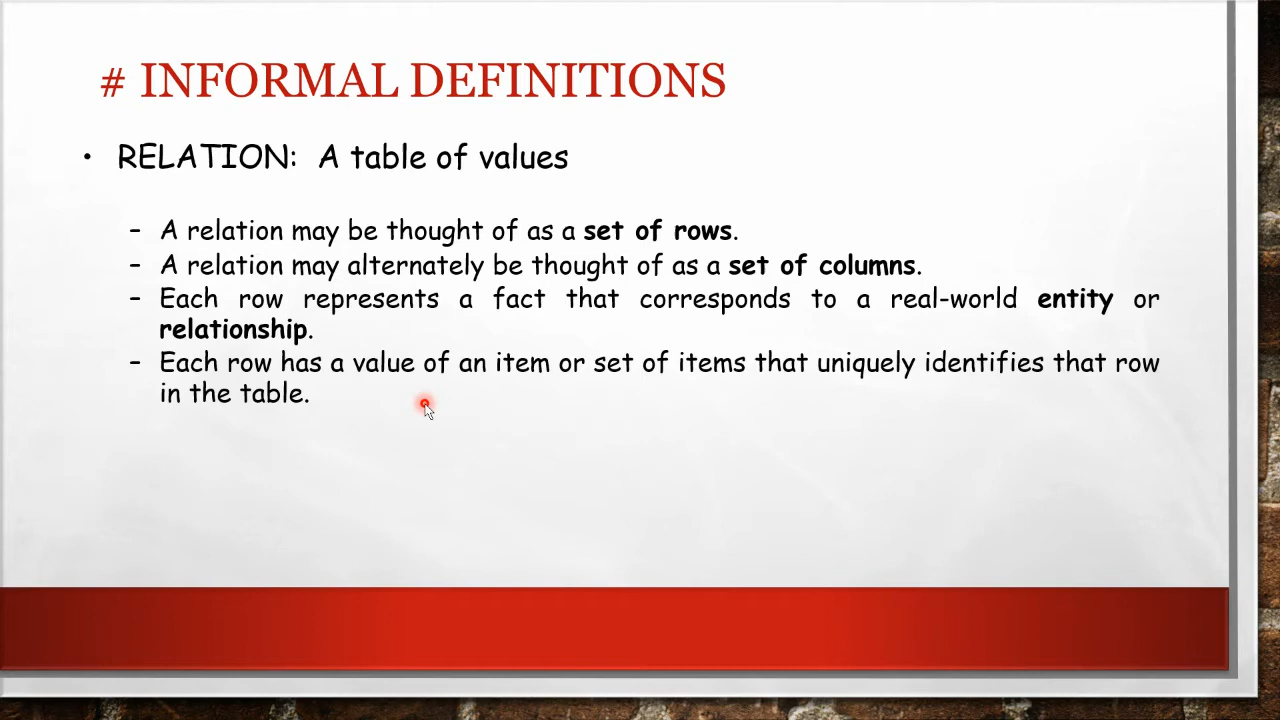 # INFORMAL DEFINITIONS
• RELATION: A table of values
– A relation may be thought of as a set of rows.
– A relation may alternately be thought of as a set of columns.
– Each row represents a fact that corresponds to a real-world entity or
relationship.
– Each row has a value of an item or set of items that uniquely identifies that row
in the table.